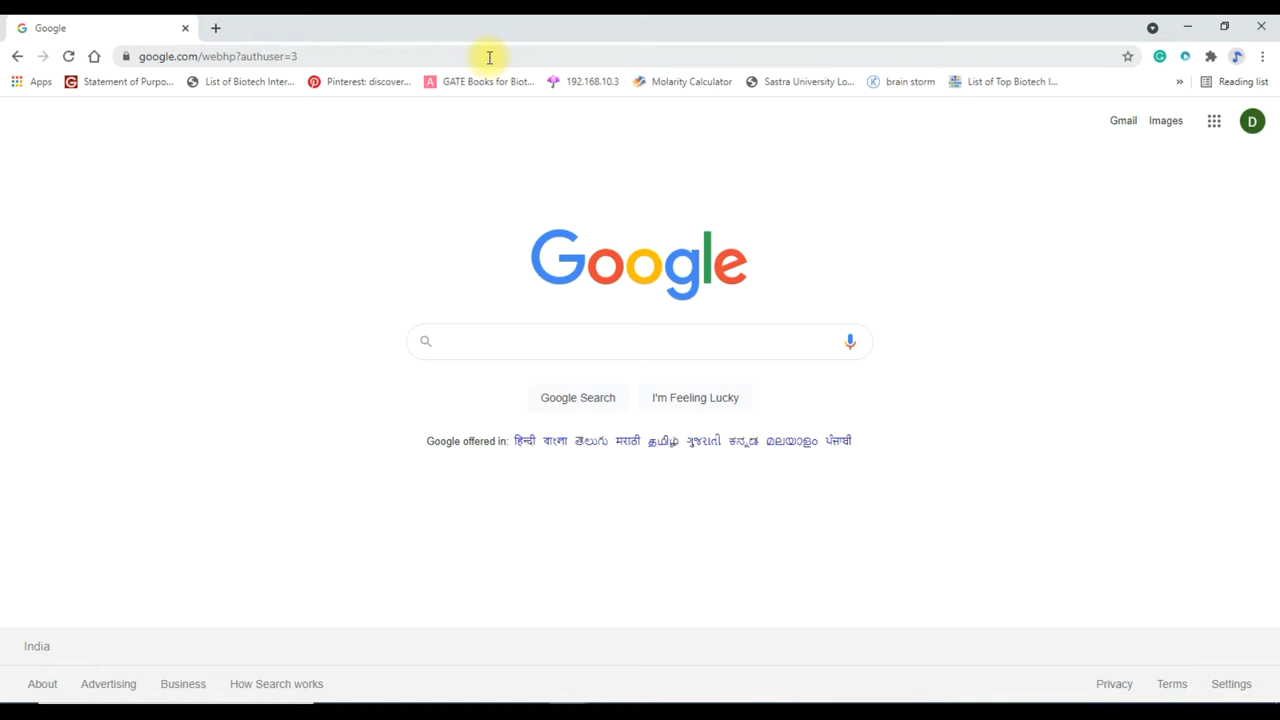 Google
google.com/webhp?authuser=3
Apps Statement of Purpo... List of Biotech Inter... Pinterest: discover... GATE Books for Biot... 192.168.10.3 Molarity Calculator Sastra University Lo... brain storm List of Top Biotech I... » Reading list
Gmail Images D
Google
Google Search I'm Feeling Lucky
Google offered in: हिन्दी বাংলা తెలుగు मराठी தமிழ் ગુજરાતી ಕನ್ನಡ മലയാളം ਪੰਜਾਬੀ
India
About Advertising Business How Search works Privacy Terms Settings